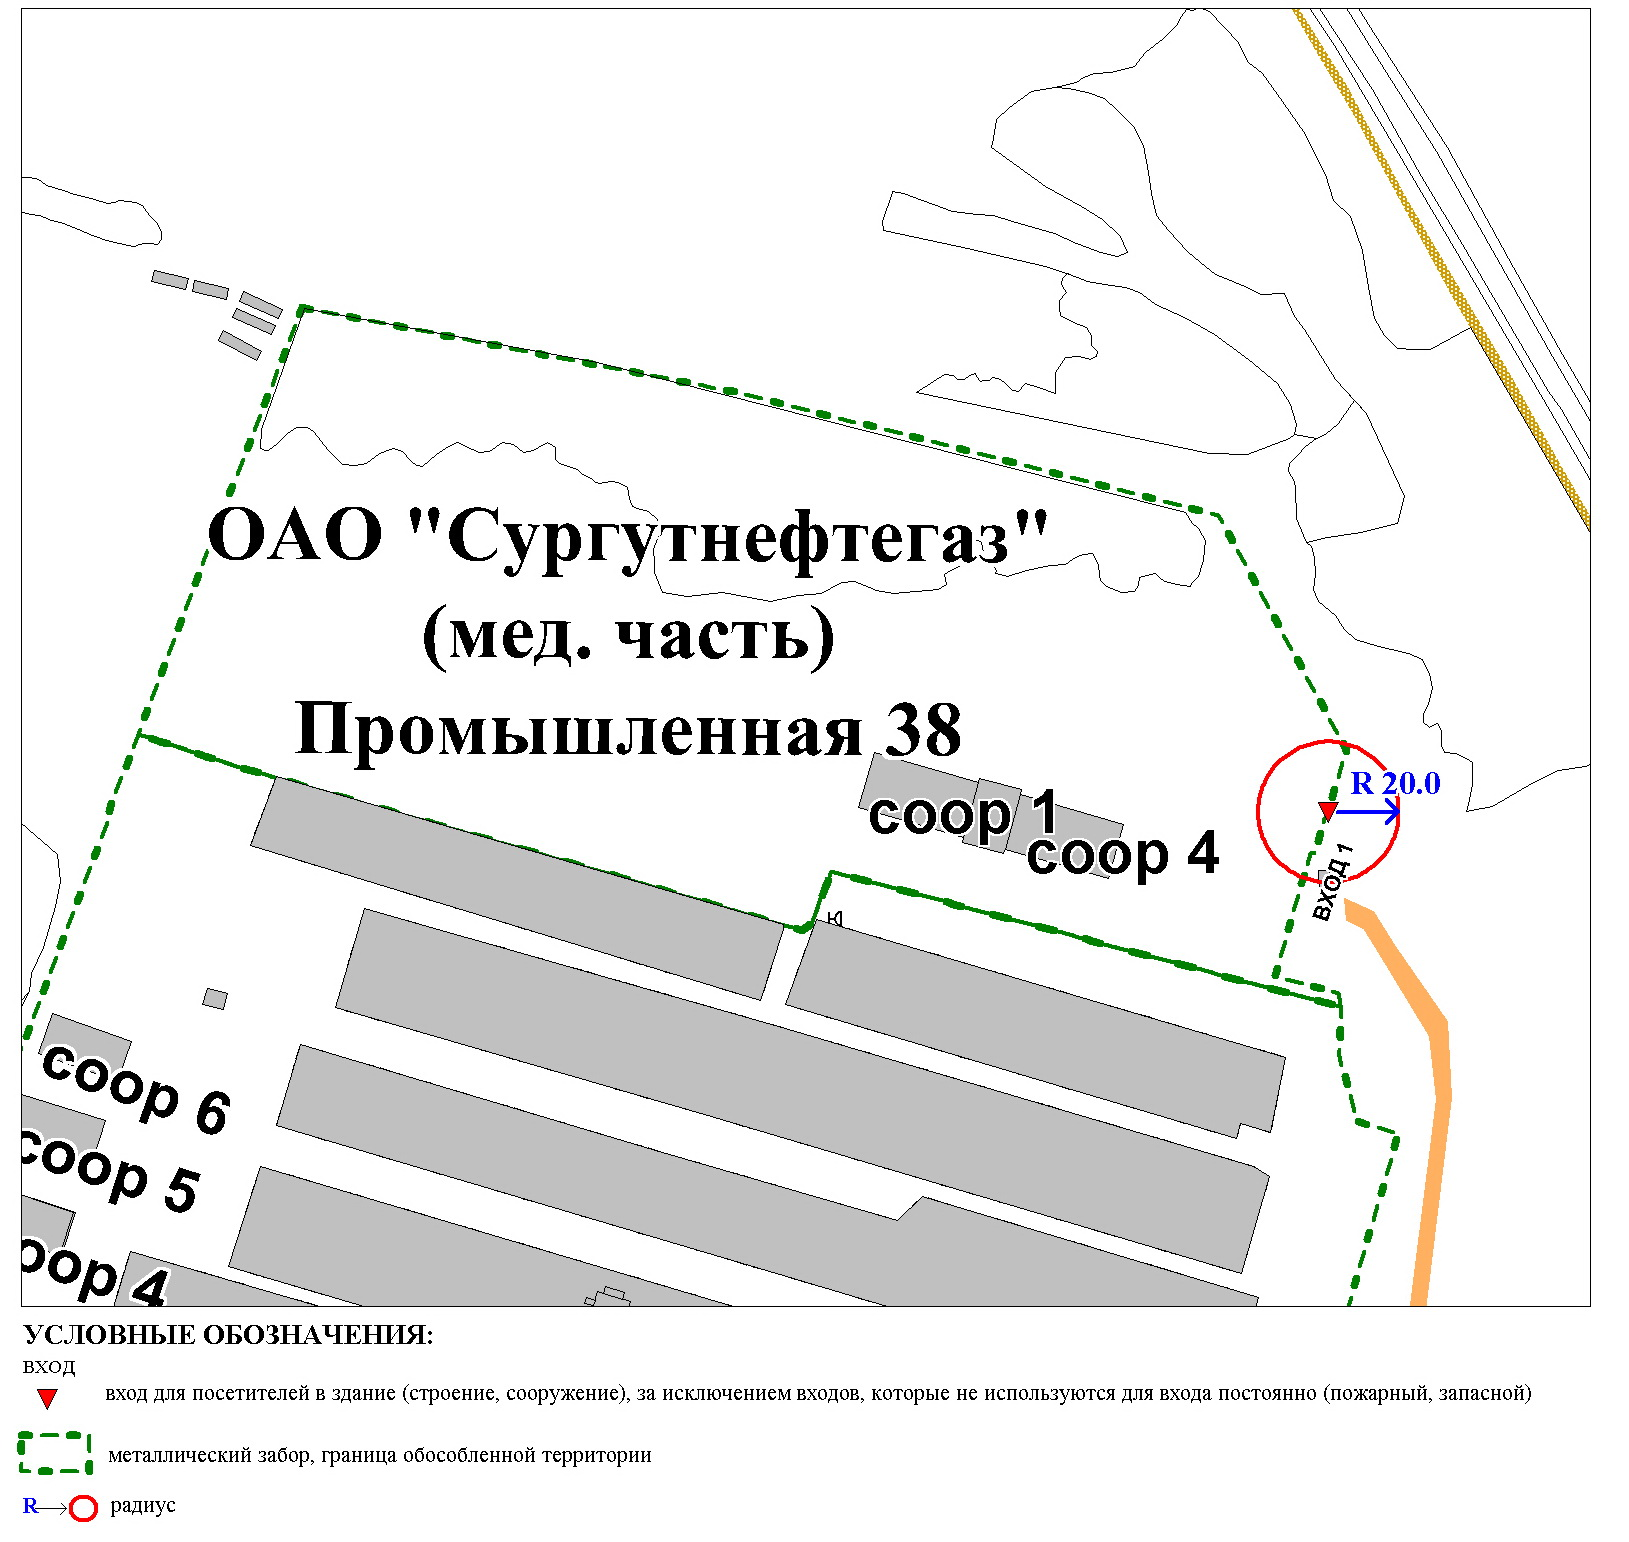 ОАО "Сургутнефтегаз"
(мед. часть)
Промышленная 38
соор 1
соор 4
R 20.0
ВХОД 1
КЛ
соор 6
соор 5
оор 4
УСЛОВНЫЕ ОБОЗНАЧЕНИЯ:
ВХОД
вход для посетителей в здание (строение, сооружение), за исключением входов, которые не используются для входа постоянно (пожарный, запасной)
металлический забор, граница обособленной территории
R
радиус